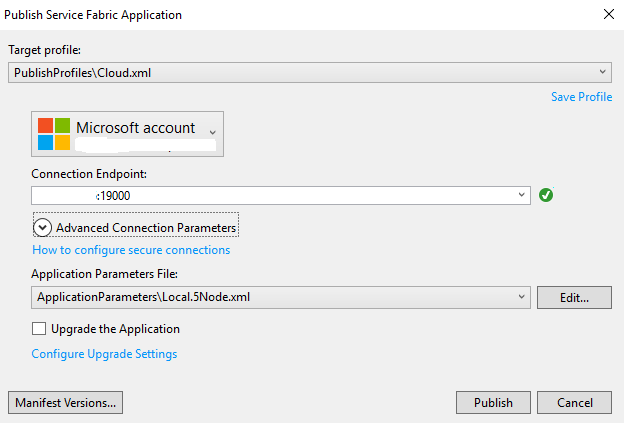 Publish Service Fabric Application
Target profile:
PublishProfiles\Cloud.xml
Save Profile
Microsoft account
Connection Endpoint:
:19000
Advanced Connection Parameters
How to configure secure connections
Application Parameters File:
ApplicationParameters\Local.5Node.xml
Edit...
Upgrade the Application
Configure Upgrade Settings
Manifest Versions...
Publish
Cancel